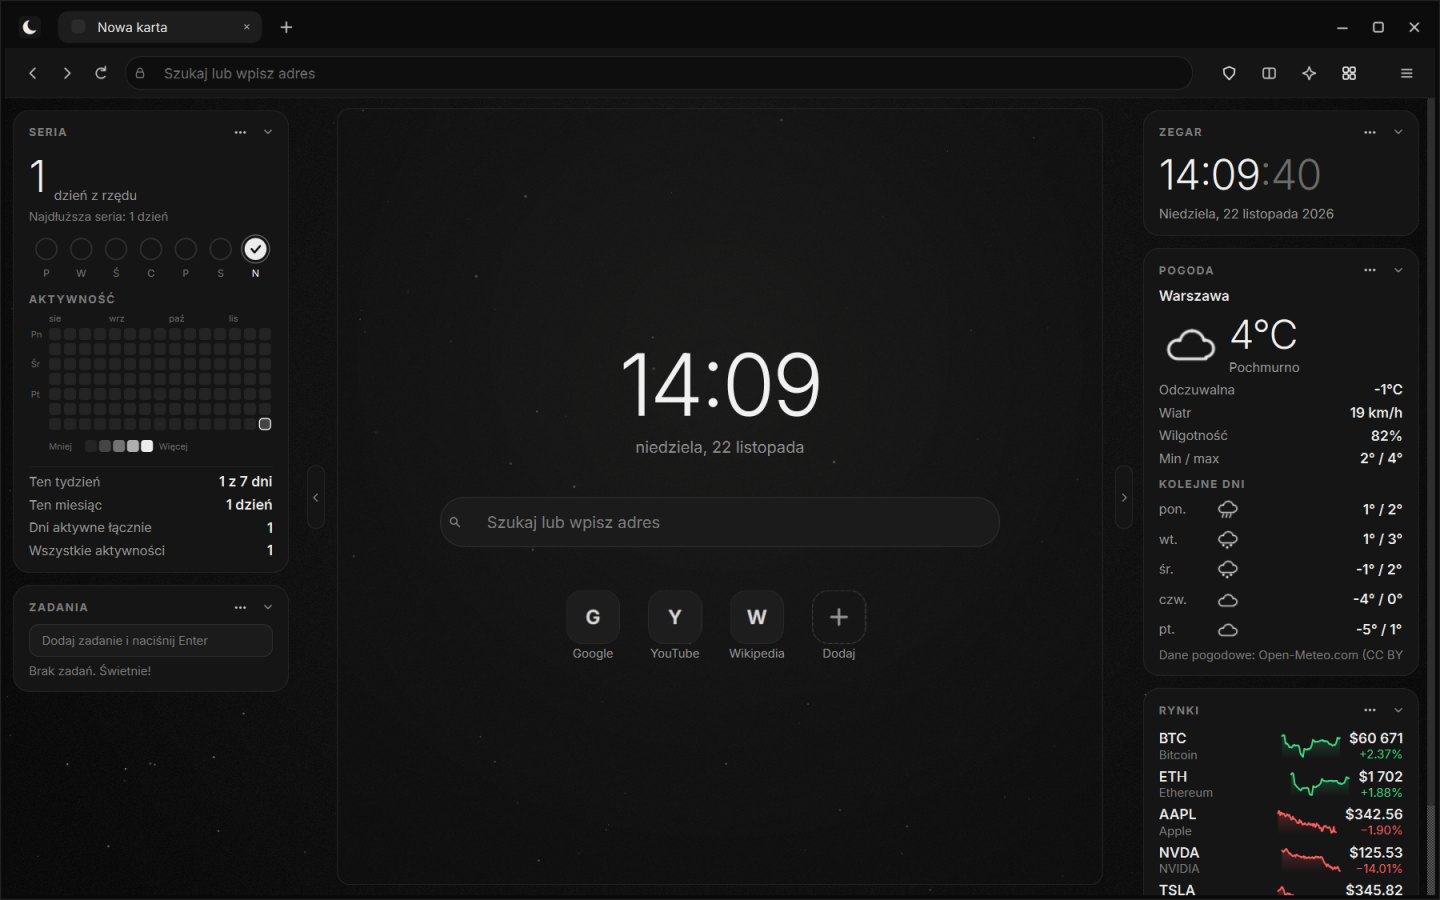 Nowa karta
Szukaj lub wpisz adres
SERIA
1 dzień z rzędu
Najdłuższa seria: 1 dzień
P W Ś C P S N
AKTYWNOŚĆ
sie wrz paź lis
Pn
Śr
Pt
Mniej Więcej
Ten tydzień 1 z 7 dni
Ten miesiąc 1 dzień
Dni aktywne łącznie 1
Wszystkie aktywności 1
ZADANIA
Dodaj zadanie i naciśnij Enter
Brak zadań. Świetnie!
14:09
niedziela, 22 listopada
Szukaj lub wpisz adres
G Y W
Google YouTube Wikipedia Dodaj
ZEGAR
14:09:40
Niedziela, 22 listopada 2026
POGODA
Warszawa
4°C
Pochmurno
Odczuwalna -1°C
Wiatr 19 km/h
Wilgotność 82%
Min / max 2° / 4°
KOLEJNE DNI
pon. 1° / 2°
wt. 1° / 3°
śr. -1° / 2°
czw. -4° / 0°
pt. -5° / 1°
Dane pogodowe: Open-Meteo.com (CC BY
RYNKI
BTC $60 671
Bitcoin +2.37%
ETH $1 702
Ethereum +1.88%
AAPL $342.56
Apple −1.90%
NVDA $125.53
NVIDIA −14.01%
TSLA $345.82